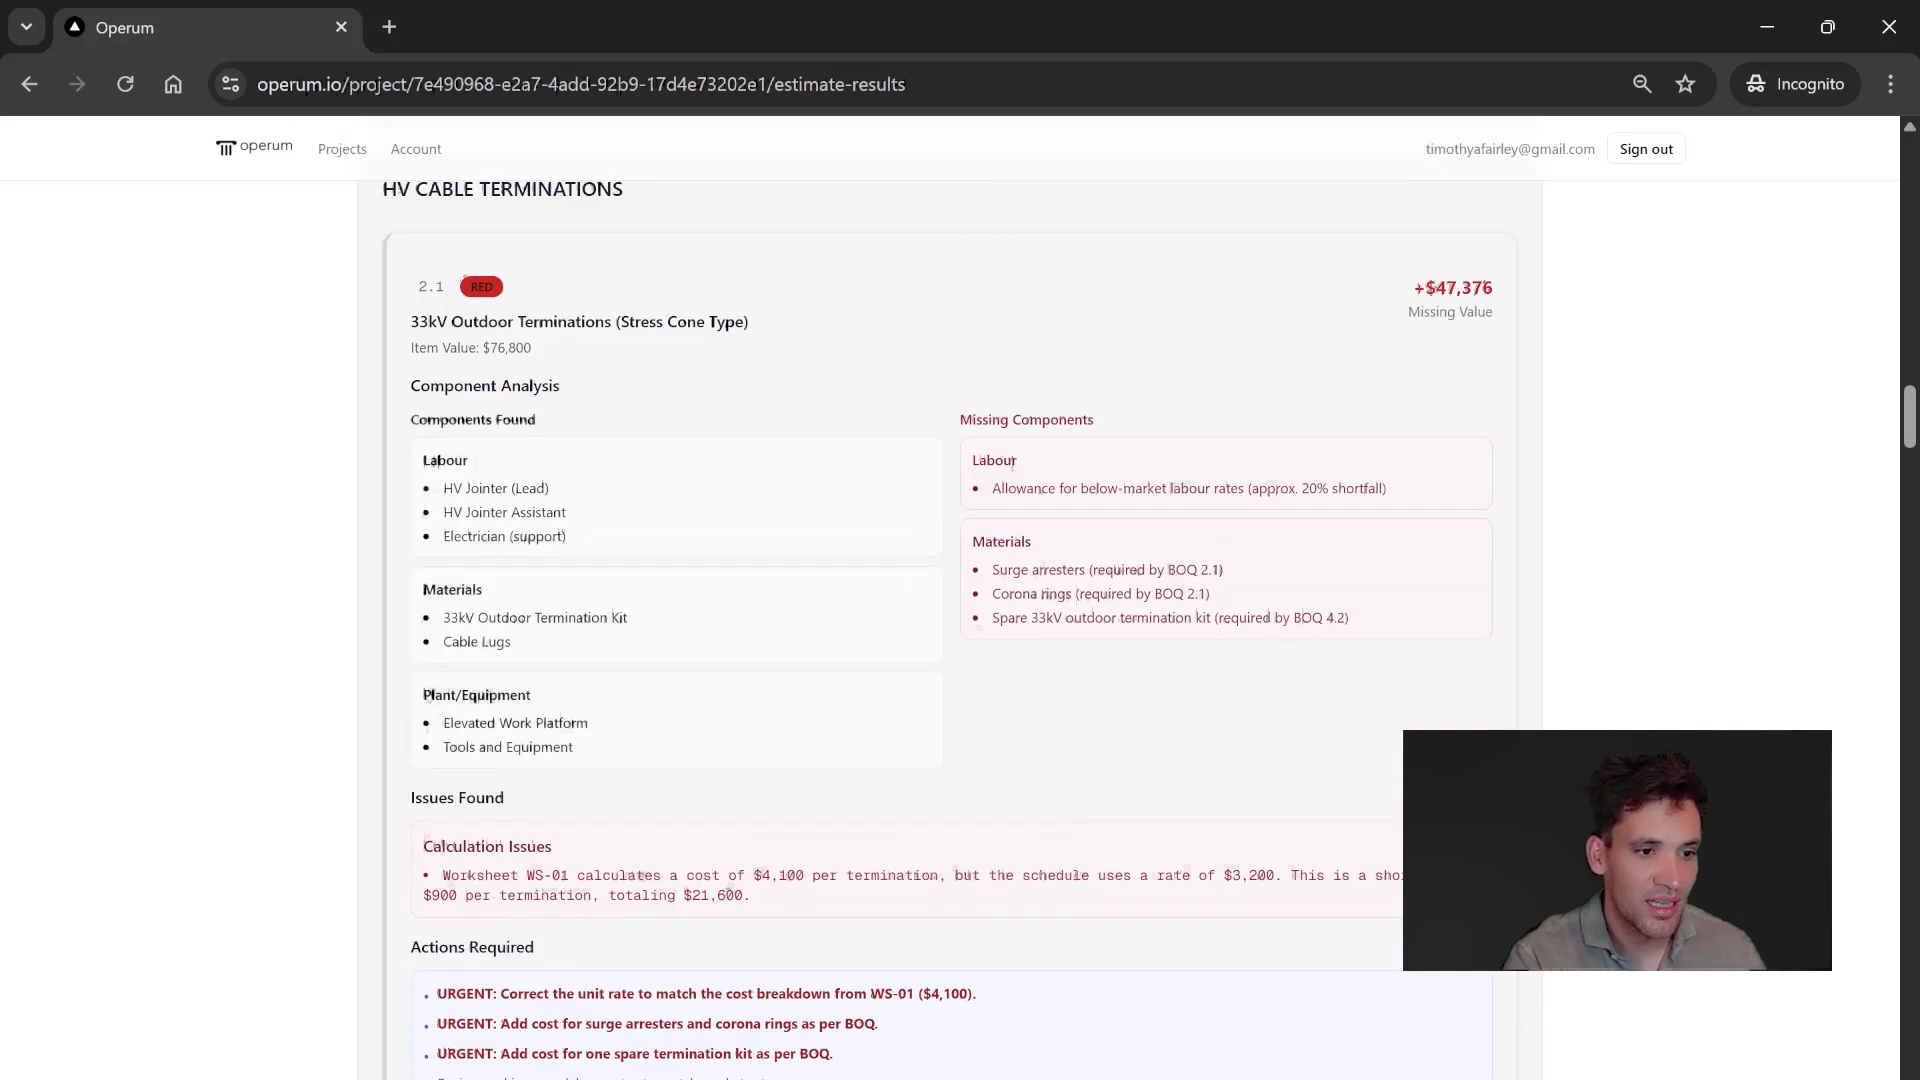 Operum
operum.io/project/7e490968-e2a7-4add-92b9-17d4e73202e1/estimate-results
Incognito
operum
Projects
Account
timothyafairley@gmail.com
Sign out
HV CABLE TERMINATIONS
2.1
RED
+$47,376
Missing Value
33kV Outdoor Terminations (Stress Cone Type)
Item Value: $76,800
Component Analysis
Components Found
Labour
• HV Jointer (Lead)
• HV Jointer Assistant
• Electrician (support)
Materials
• 33kV Outdoor Termination Kit
• Cable Lugs
Plant/Equipment
• Elevated Work Platform
• Tools and Equipment
Missing Components
Labour
• Allowance for below-market labour rates (approx. 20% shortfall)
Materials
• Surge arresters (required by BOQ 2.1)
• Corona rings (required by BOQ 2.1)
• Spare 33kV outdoor termination kit (required by BOQ 4.2)
Issues Found
Calculation Issues
• Worksheet WS-01 calculates a cost of $4,100 per termination, but the schedule uses a rate of $3,200. This is a
$900 per termination, totaling $21,600.
Actions Required
• URGENT: Correct the unit rate to match the cost breakdown from WS-01 ($4,100).
• URGENT: Add cost for surge arresters and corona rings as per BOQ.
• URGENT: Add cost for one spare termination kit as per BOQ.